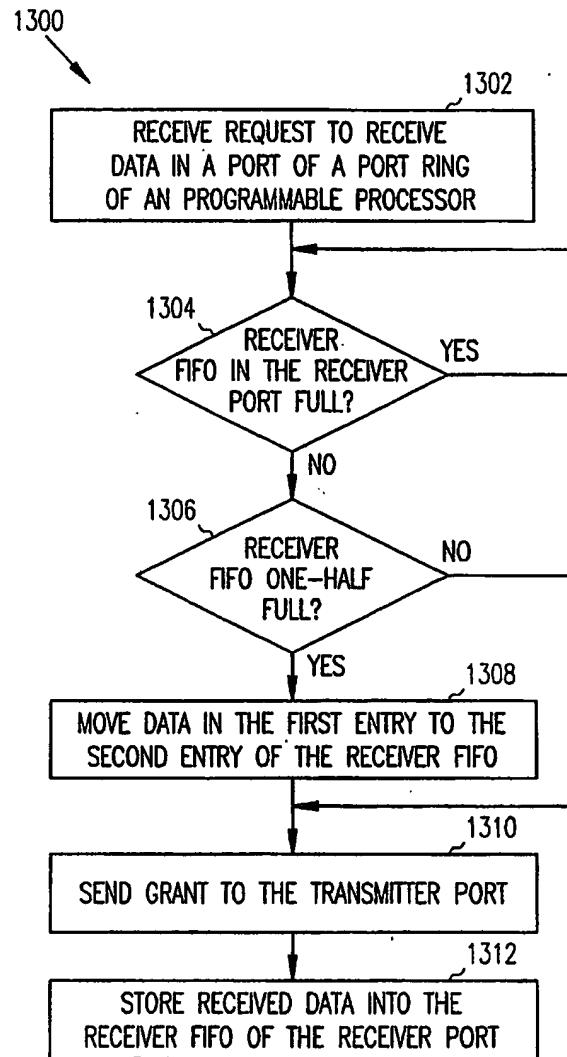 1300
1302
RECEIVE REQUEST TO RECEIVE
DATA IN A PORT OF A PORT RING
OF AN PROGRAMMABLE PROCESSOR
1304
RECEIVER
FIFO IN THE RECEIVER
PORT FULL?
YES
NO
1306
RECEIVER
FIFO ONE-HALF
FULL?
NO
YES
1308
MOVE DATA IN THE FIRST ENTRY TO THE
SECOND ENTRY OF THE RECEIVER FIFO
1310
SEND GRANT TO THE TRANSMITTER PORT
1312
STORE RECEIVED DATA INTO THE
RECEIVER FIFO OF THE RECEIVER PORT